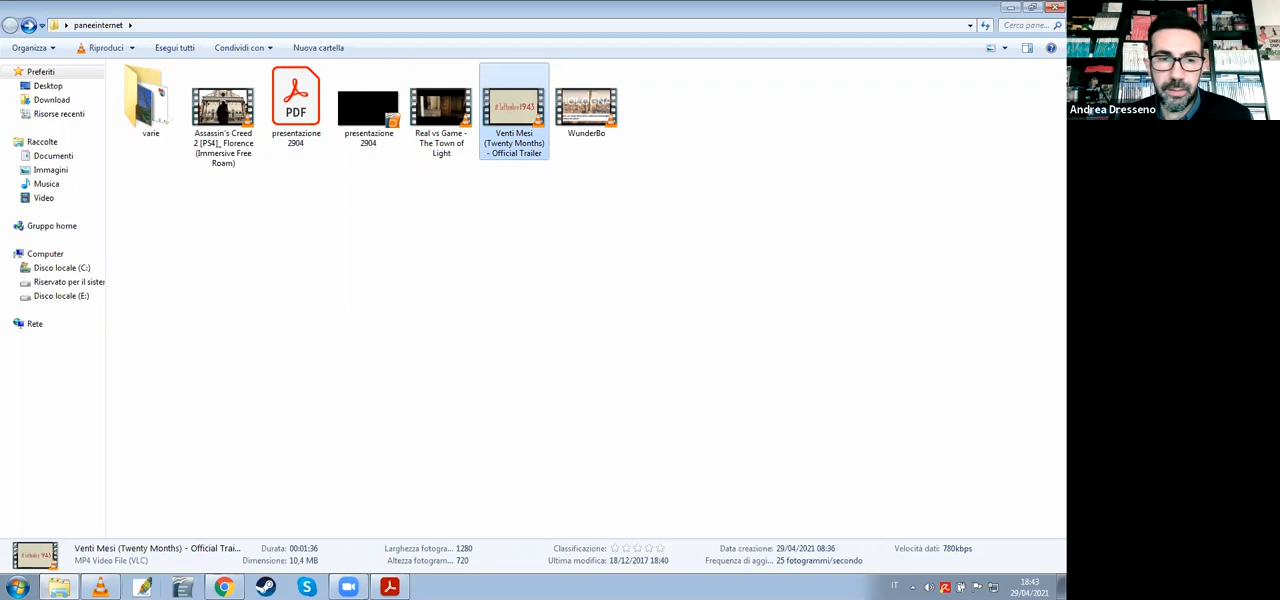 paneeinternet
Cerca pane...
Organizza
Riproduci
Esegui tutti
Condividi con
Nuova cartella
Preferiti
Desktop
Download
Risorse recenti
Raccolte
Documenti
Immagini
Musica
Video
Gruppo home
Computer
Disco locale (C:)
Riservato per il sister
Disco locale (E:)
Rete
varie
Assassin's Creed
2 [PS4]_ Florence
(Immersive Free
Roam)
PDF
presentazione
2904
presentazione
2904
Real vs Game -
The Town of
Light
8 settembre 1943
Venti Mesi
(Twenty Months)
- Official Trailer
WunderBo
Andrea Dresseno
Venti Mesi (Twenty Months) - Official Trai...
MP4 Video File (VLC)
Durata: 00:01:36
Dimensione: 10,4 MB
Larghezza fotogra... 1280
Altezza fotogram... 720
Classificazione:
Ultima modifica: 18/12/2017 18:40
Data creazione: 29/04/2021 08:36
Frequenza di aggi... 25 fotogrammi/secondo
Velocità dati: 780kbps
IT
18:43
29/04/2021